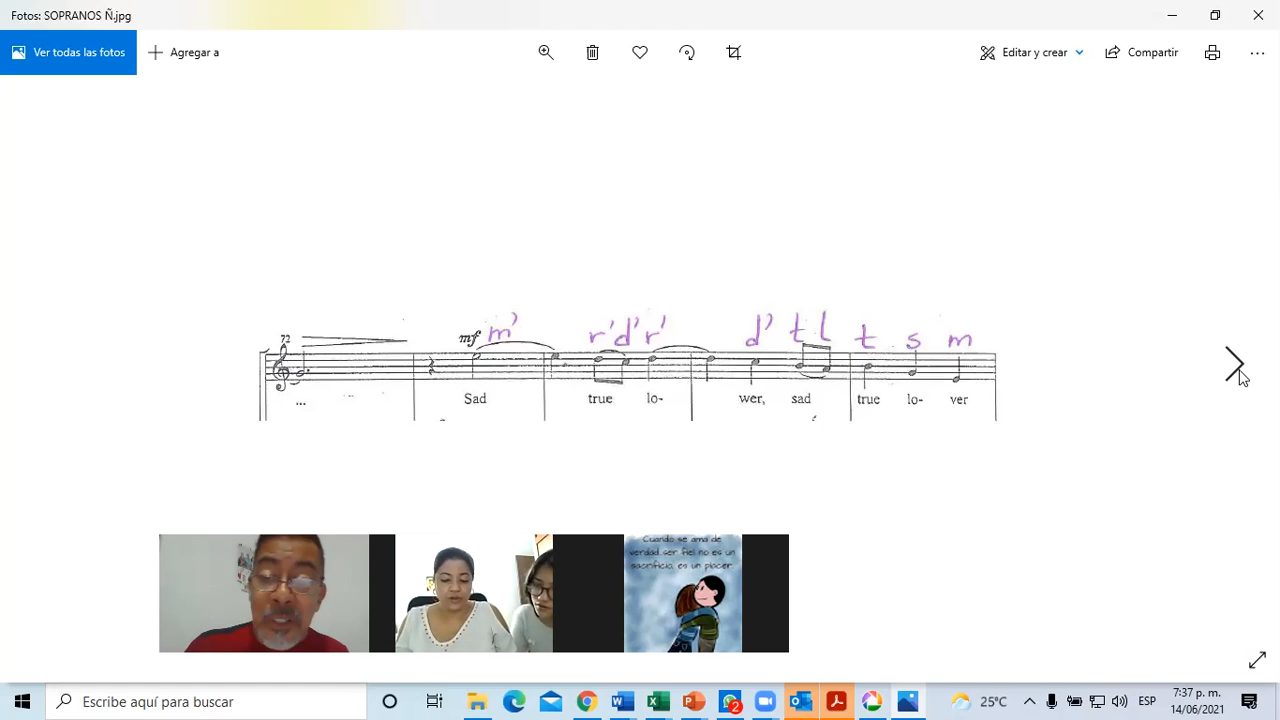 Fotos: SOPRANOS Ñ.jpg
Ver todas las fotos
Agregar a
Editar y crear
Compartir
72
mf m' r' d' r' d' t l t s m
...
Sad true lo- wer, sad true lo- ver
Cuando se ama de
verdad..ser fiel no es un
sacrificio, es un placer
Escribe aquí para buscar
2
25°C
ESP
7:37 p. m.
14/06/2021